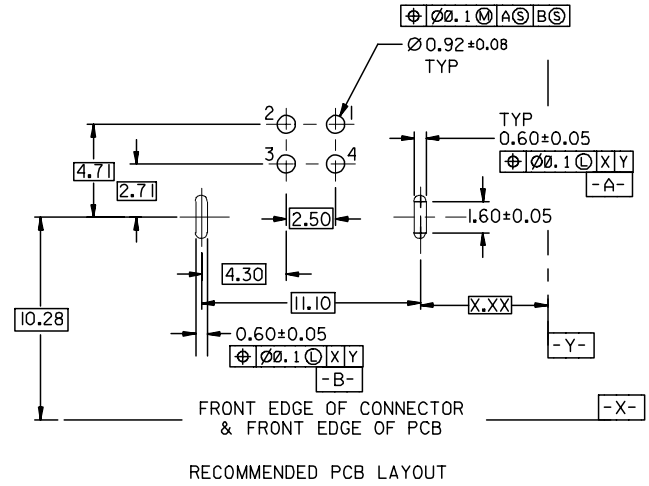 ⌖ Ø0.1 Ⓜ A Ⓢ B Ⓢ
Ø 0.92 ±0.08
TYP
2 1
TYP
0.60±0.05
3 4
⌖ Ø0.1 Ⓛ X Y
-A-
4.71
2.71
2.50
1.60±0.05
4.30
11.10
X.XX
10.28
0.60±0.05
⌖ Ø0.1 Ⓛ X Y
-B-
-Y-
FRONT EDGE OF CONNECTOR
& FRONT EDGE OF PCB
-X-
RECOMMENDED PCB LAYOUT